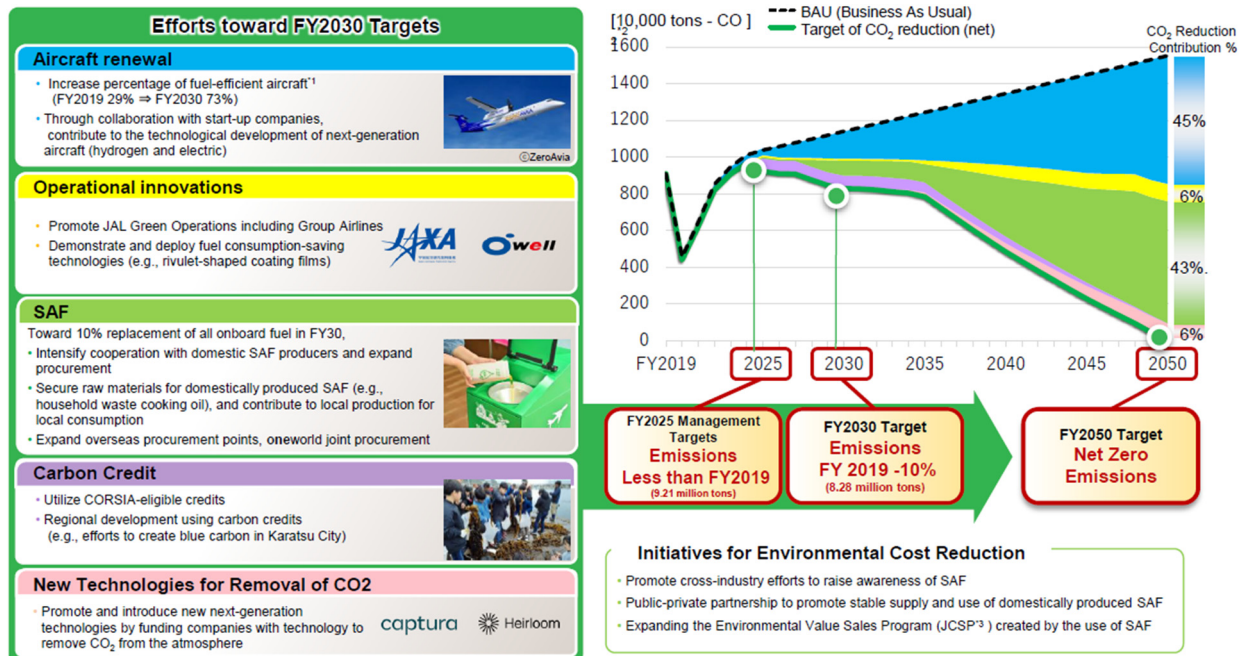 Efforts toward FY2030 Targets
Aircraft renewal
• Increase percentage of fuel-efficient aircraft*1
(FY2019 29% ⇒ FY2030 73%)
• Through collaboration with start-up companies,
contribute to the technological development of next-generation
aircraft (hydrogen and electric)
©ZeroAvia
Operational innovations
• Promote JAL Green Operations including Group Airlines
• Demonstrate and deploy fuel consumption-saving
technologies (e.g., rivulet-shaped coating films)
JAXA
O'well
SAF
Toward 10% replacement of all onboard fuel in FY30,
• Intensify cooperation with domestic SAF producers and expand
procurement
• Secure raw materials for domestically produced SAF (e.g.,
household waste cooking oil), and contribute to local production for
local consumption
• Expand overseas procurement points, oneworld joint procurement
Carbon Credit
• Utilize CORSIA-eligible credits
• Regional development using carbon credits
(e.g., efforts to create blue carbon in Karatsu City)
New Technologies for Removal of CO2
• Promote and introduce new next-generation
technologies by funding companies with technology to
remove CO2 from the atmosphere
captura
Heirloom
[10,000 tons - CO ]
2
BAU (Business As Usual)
Target of CO2 reduction (net)
CO2 Reduction
Contribution %
1600
1400
1200
1000
800
600
400
200
0
45%
6%
43%.
6%
FY2019 2025 2030 2035 2040 2045 2050
FY2025 Management
Targets
Emissions
Less than FY2019
(9.21 million tons)
FY2030 Target
Emissions
FY 2019 -10%
(8.28 million tons)
FY2050 Target
Net Zero
Emissions
Initiatives for Environmental Cost Reduction
• Promote cross-industry efforts to raise awareness of SAF
• Public-private partnership to promote stable supply and use of domestically produced SAF
• Expanding the Environmental Value Sales Program (JCSP*3 ) created by the use of SAF